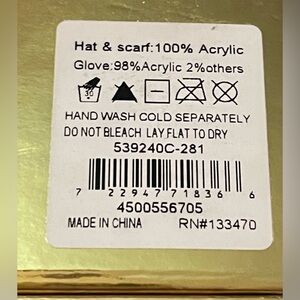 Hat & scarf:100% Acrylic
Glove:98%Acrylic 2%others
30
HAND WASH COLD SEPARATELY
DO NOT BLEACH LAY FLAT TO DRY
539240C-281
7 22947 71836 6
4500556705
MADE IN CHINA RN#133470